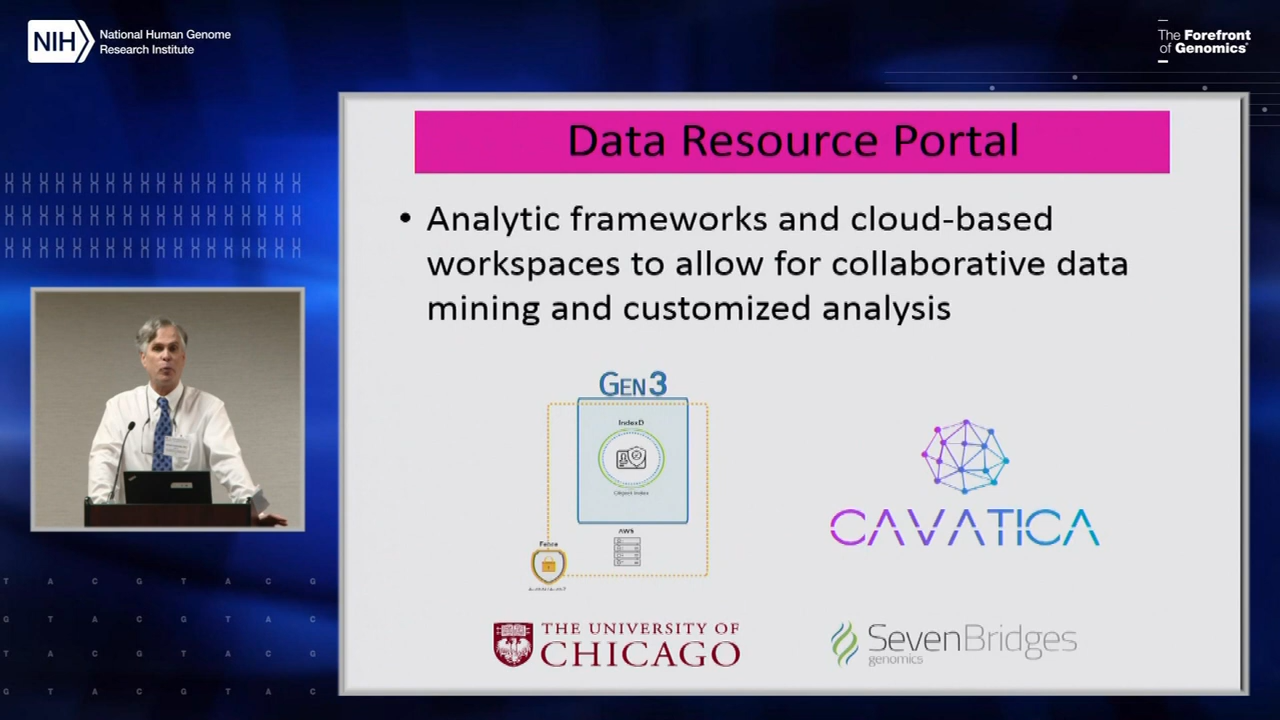 NIH
National Human Genome
Research Institute
The Forefront
of Genomics®
Data Resource Portal
• Analytic frameworks and cloud-based
workspaces to allow for collaborative data
mining and customized analysis
GEN3
IndexD
Object Index
AWS
Fence
CAVATICA
THE UNIVERSITY OF
CHICAGO
SevenBridges
genomics
T A C G T A C G
G T A C G T A C
T A C G T A C G
G T A C G T A C